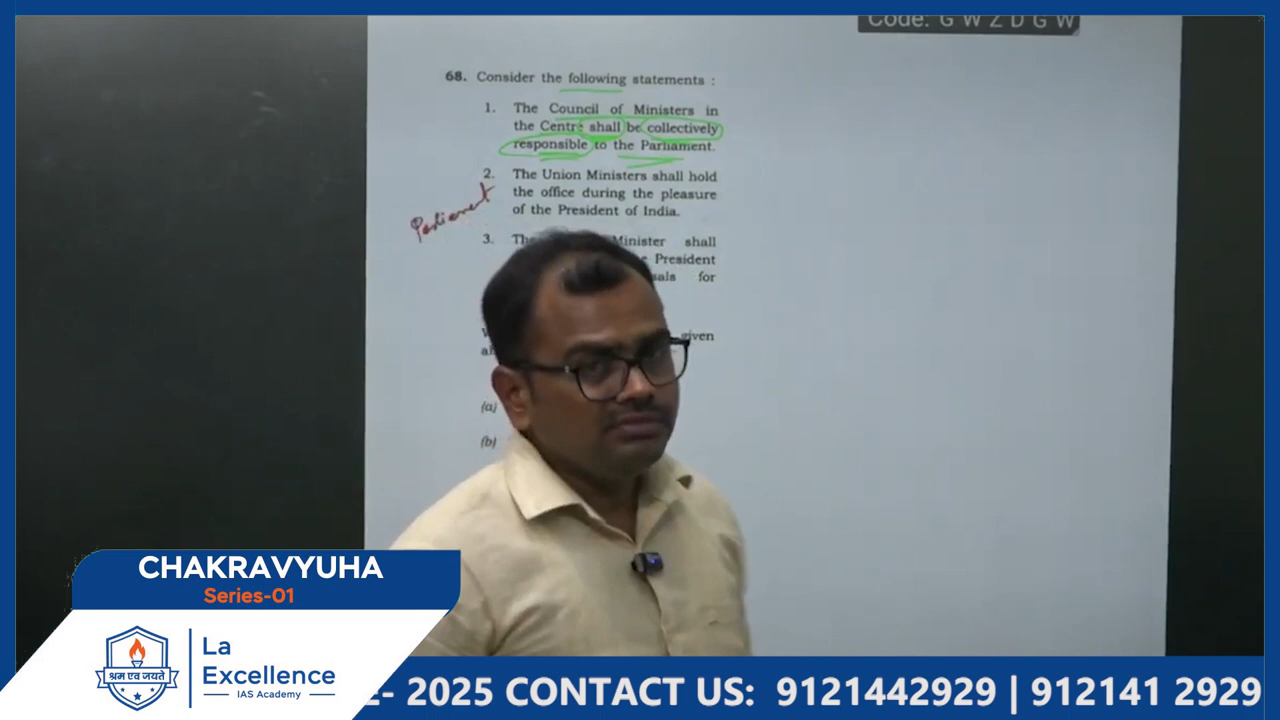 Code: G W Z D G W
68. Consider the following statements :
1. The Council of Ministers in
the Centre shall be collectively
responsible to the Parliament.
2. The Union Ministers shall hold
the office during the pleasure
of the President of India.
Parliament
3. The Minister shall
President
for
given
(a)
(b)
CHAKRAVYUHA
Series-01
श्रम एव जयते
La
Excellence
IAS Academy
- 2025 CONTACT US: 9121442929 | 912141 2929